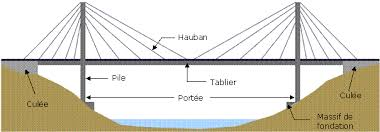 Hauban
Pile
Tablier
Culée
Portée
Culée
Massif de
fondation